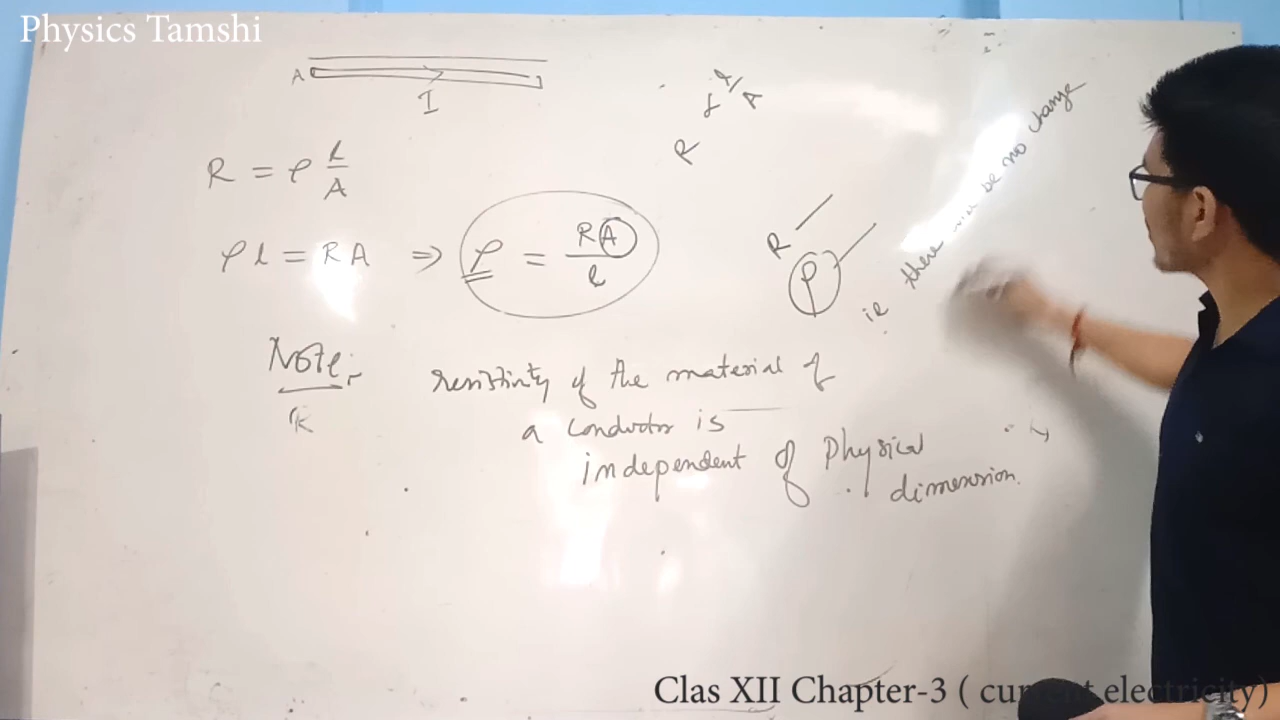 Physics Tamshi
A
I
R = ρ l/A
ρ l = RA ⇒ ρ = RA/l
R
R
ρ
ie there will be no change
Note:-
resistivity of the material of
a conductor is
independent of physical
dimension.
Clas XII Chapter-3 ( current electricity)